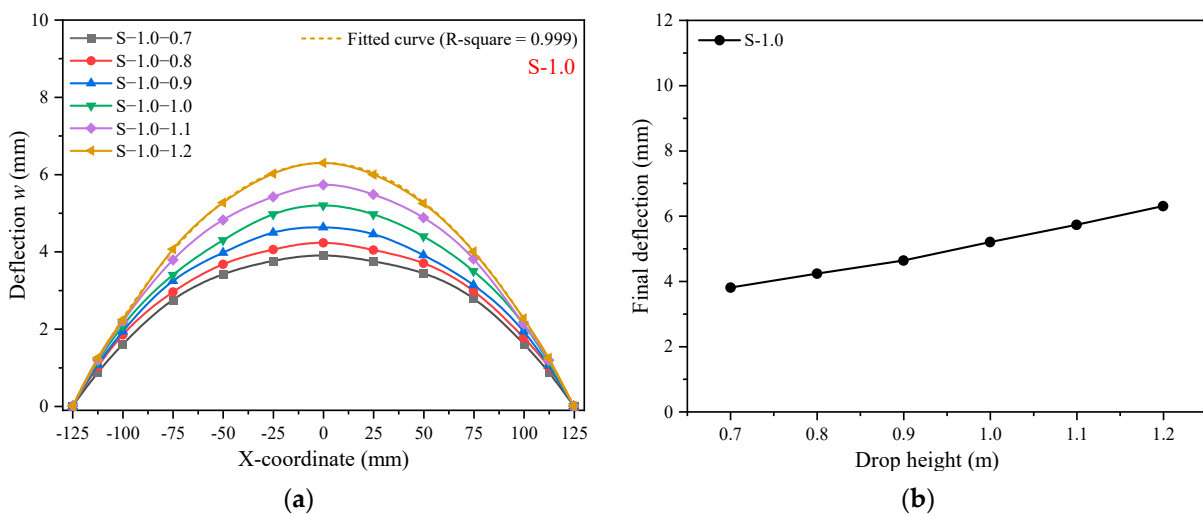 10
8
6
4
2
0
Deflection w (mm)
S−1.0−0.7
S−1.0−0.8
S−1.0−0.9
S−1.0−1.0
S−1.0−1.1
S−1.0−1.2
Fitted curve (R-square = 0.999)
S-1.0
-125 -100 -75 -50 -25 0 25 50 75 100 125
X-coordinate (mm)
(a)
12
10
8
6
4
2
0
Final deflection (mm)
S-1.0
0.7 0.8 0.9 1.0 1.1 1.2
Drop height (m)
(b)